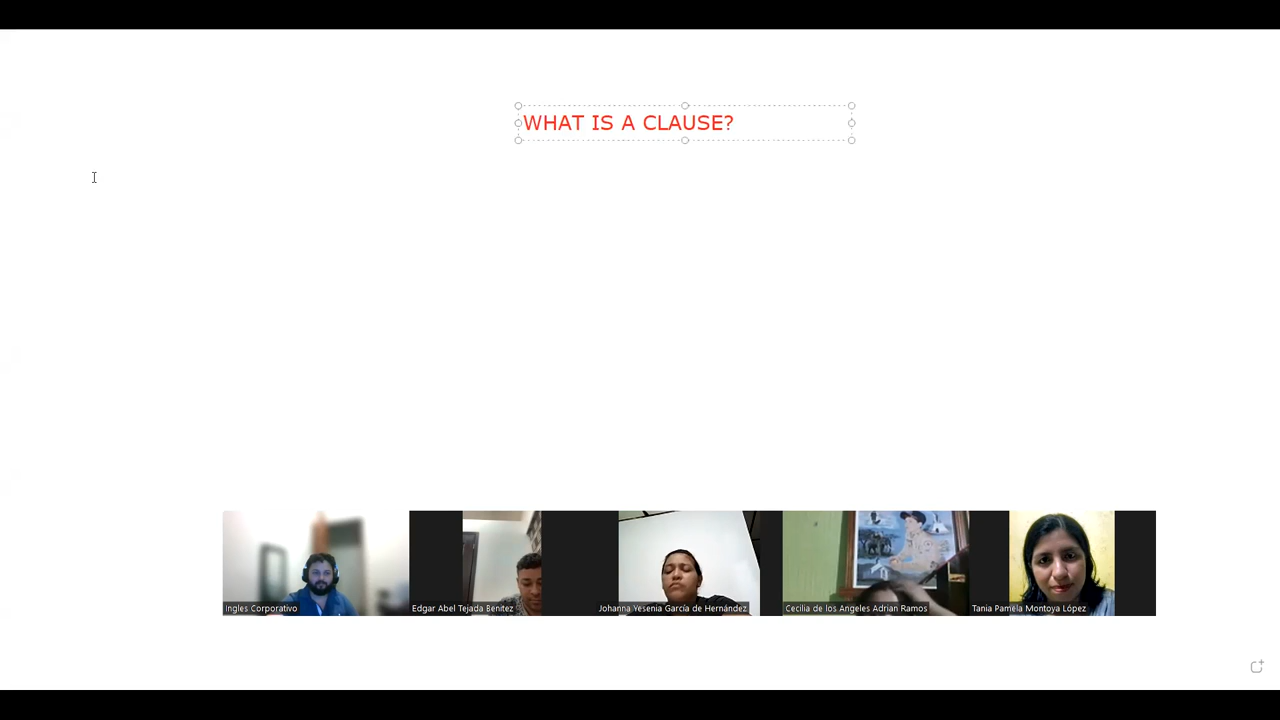 WHAT IS A CLAUSE?
Ingles Corporativo
Edgar Abel Tejada Benitez
Johanna Yesenia García de Hernández
Cecilia de los Angeles Adrian Ramos
Tania Pamela Montoya López